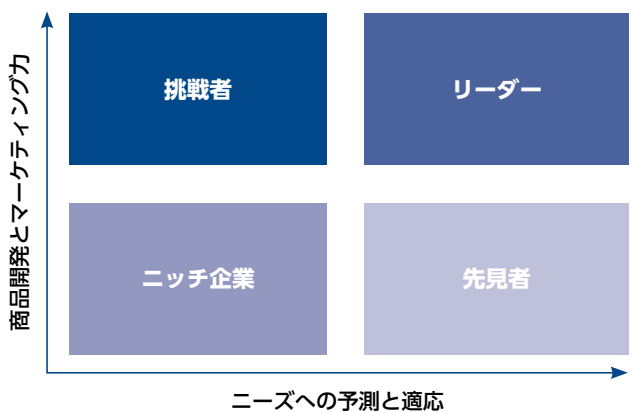 商品開発とマーケティング力
挑戦者
リーダー
ニッチ企業
先見者
ニーズへの予測と適応